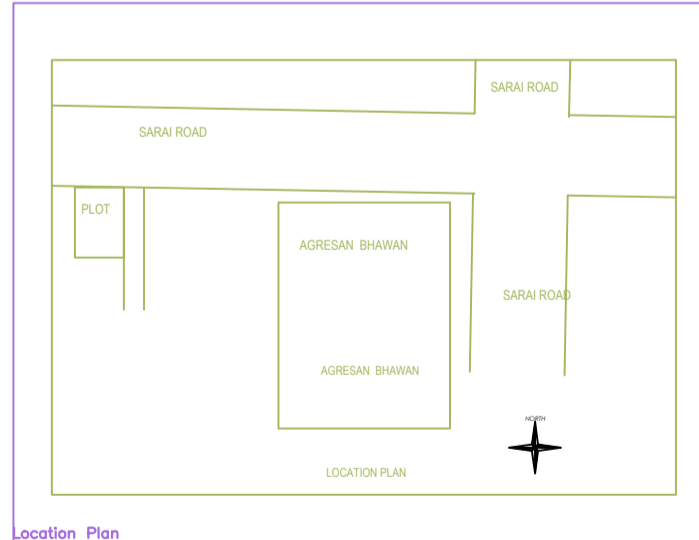 SARAI ROAD
SARAI ROAD
PLOT
AGRESAN BHAWAN
SARAI ROAD
AGRESAN BHAWAN
NORTH
LOCATION PLAN
Location Plan